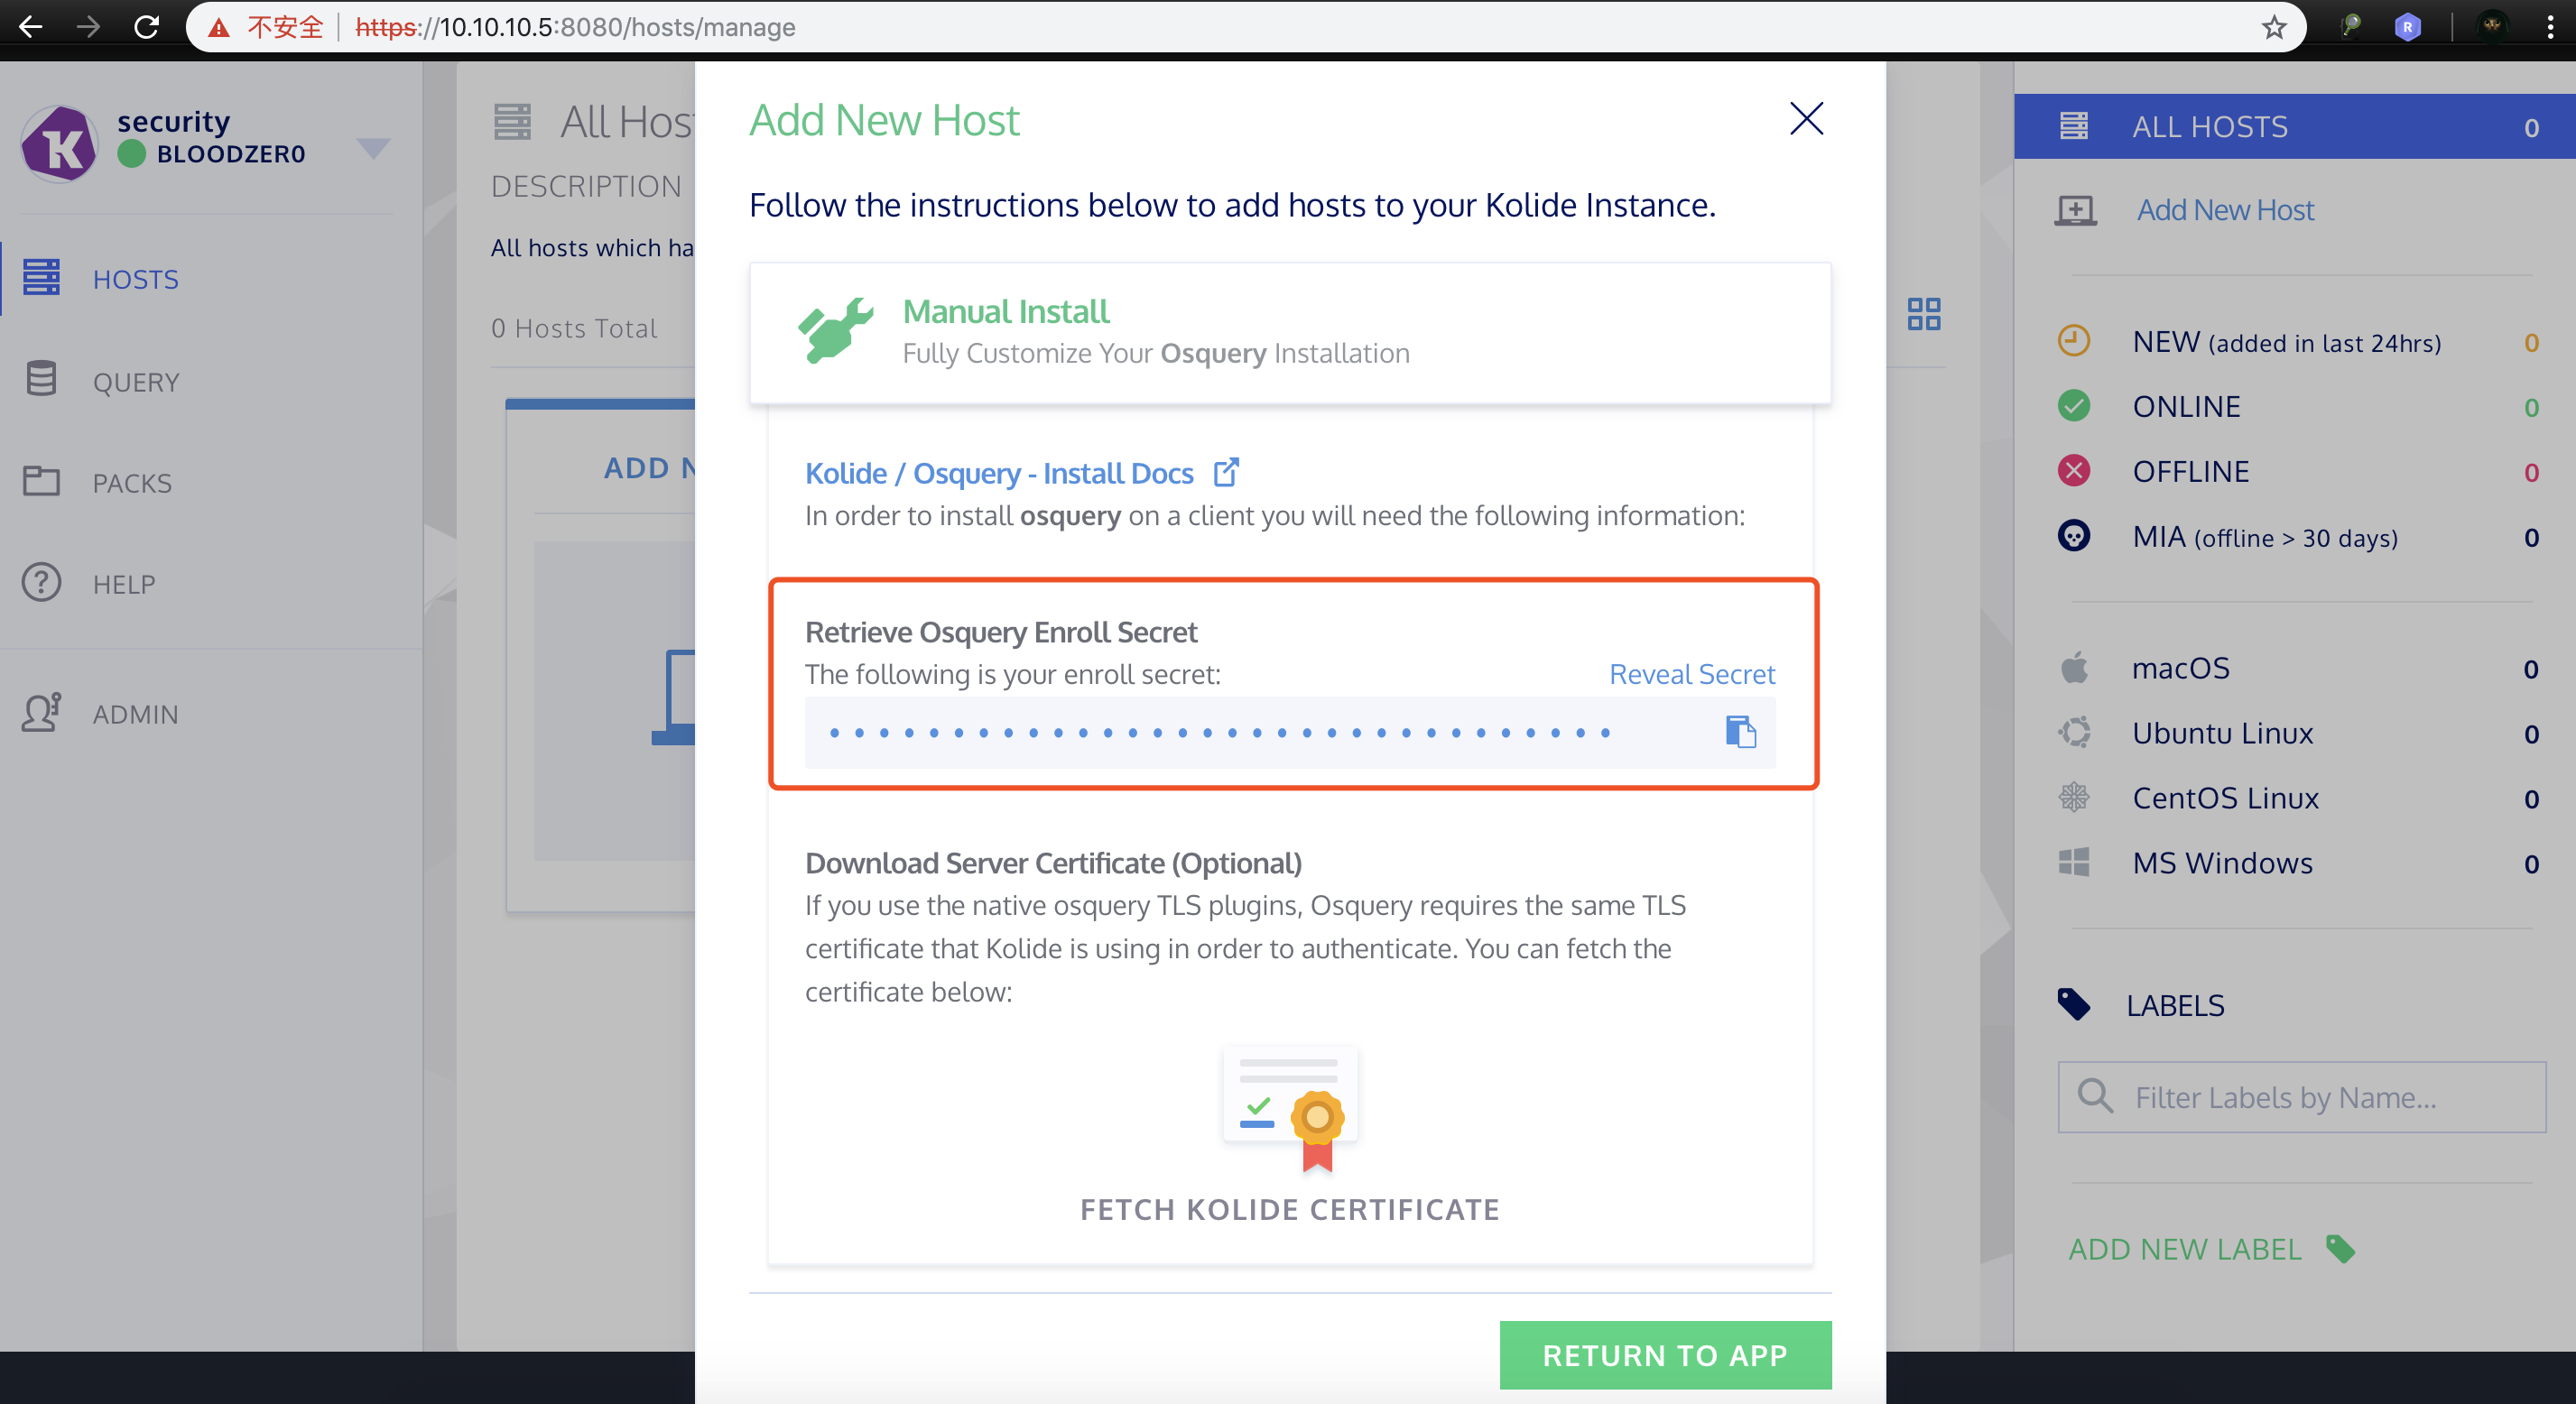 不安全 https://10.10.10.5:8080/hosts/manage
R
K
security
BLOODZER0
HOSTS
QUERY
PACKS
HELP
ADMIN
All Hos
DESCRIPTION
All hosts which ha
0 Hosts Total
ADD N
Add New Host
Follow the instructions below to add hosts to your Kolide Instance.
Manual Install
Fully Customize Your Osquery Installation
Kolide / Osquery - Install Docs
In order to install osquery on a client you will need the following information:
Retrieve Osquery Enroll Secret
The following is your enroll secret: Reveal Secret
Download Server Certificate (Optional)
If you use the native osquery TLS plugins, Osquery requires the same TLS
certificate that Kolide is using in order to authenticate. You can fetch the
certificate below:
FETCH KOLIDE CERTIFICATE
RETURN TO APP
ALL HOSTS 0
Add New Host
NEW (added in last 24hrs) 0
ONLINE 0
OFFLINE 0
MIA (offline > 30 days) 0
macOS 0
Ubuntu Linux 0
CentOS Linux 0
MS Windows 0
LABELS
Filter Labels by Name...
ADD NEW LABEL